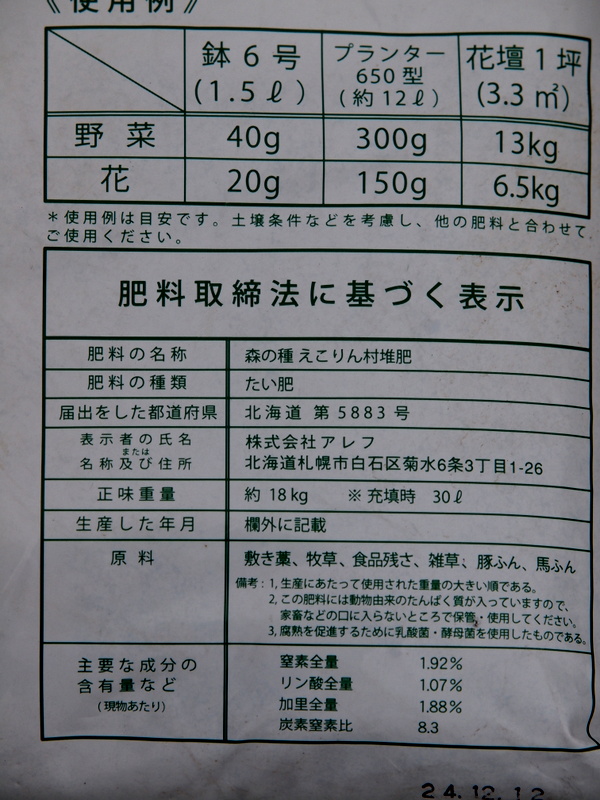 《使用例》
鉢6号 プランター 花壇1坪
(1.5ℓ) 650型 (3.3㎡)
(約12ℓ)
野菜 40g 300g 13kg
花 20g 150g 6.5kg
＊使用例は目安です。土壌条件などを考慮し、他の肥料と合わせて
ご使用ください。
肥料取締法に基づく表示
肥料の名称 森の種 えこりん村堆肥
肥料の種類 たい肥
届出をした都道府県 北海道 第5883号
表示者の氏名 株式会社アレフ
または
名称及び住所 北海道札幌市白石区菊水6条3丁目1-26
正味重量 約18kg ※充填時 30ℓ
生産した年月 欄外に記載
原料 敷き藁、牧草、食品残さ、雑草、豚ふん、馬ふん
備考：1, 生産にあたって使用された重量の大きい順である。
2, この肥料には動物由来のたんぱく質が入っていますので、
家畜などの口に入らないところで保管・使用してください。
3, 腐熟を促進するために乳酸菌・酵母菌を使用したものである。
主要な成分の 窒素全量 1.92%
含有量など リン酸全量 1.07%
(現物あたり) 加里全量 1.88%
炭素窒素比 8.3
24.12.12